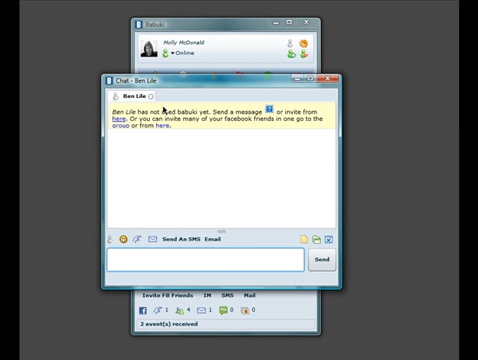 Babuki
Molly McDonald
Online
Chat - Ben Lile
Ben Lile
Ben Lile has not used babuki yet. Send a message ? or invite from
here. Or you can invite many of your facebook friends in one go to the
group or from here.
Send An SMS Email
Send
Invite FB Friends IM SMS Mail
1 4 1 0 0
2 event(s) received